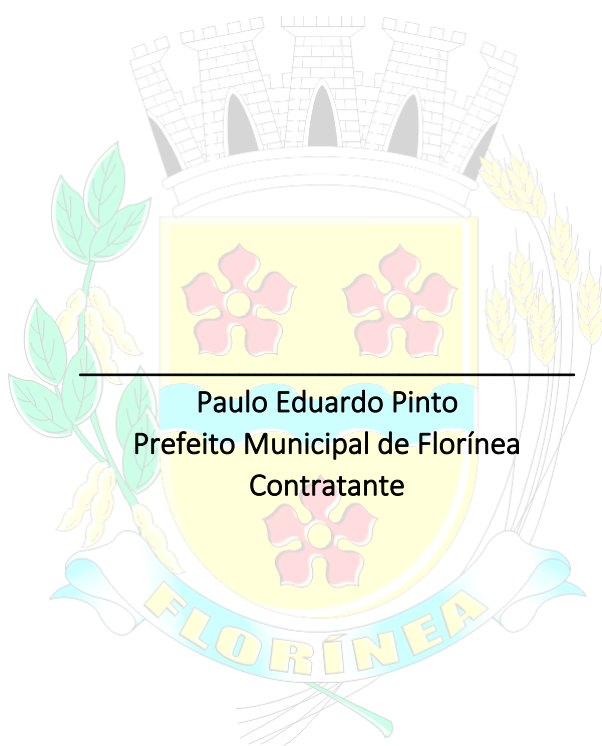 Paulo Eduardo Pinto
Prefeito Municipal de Florínea
Contratante
FLORÍNEA